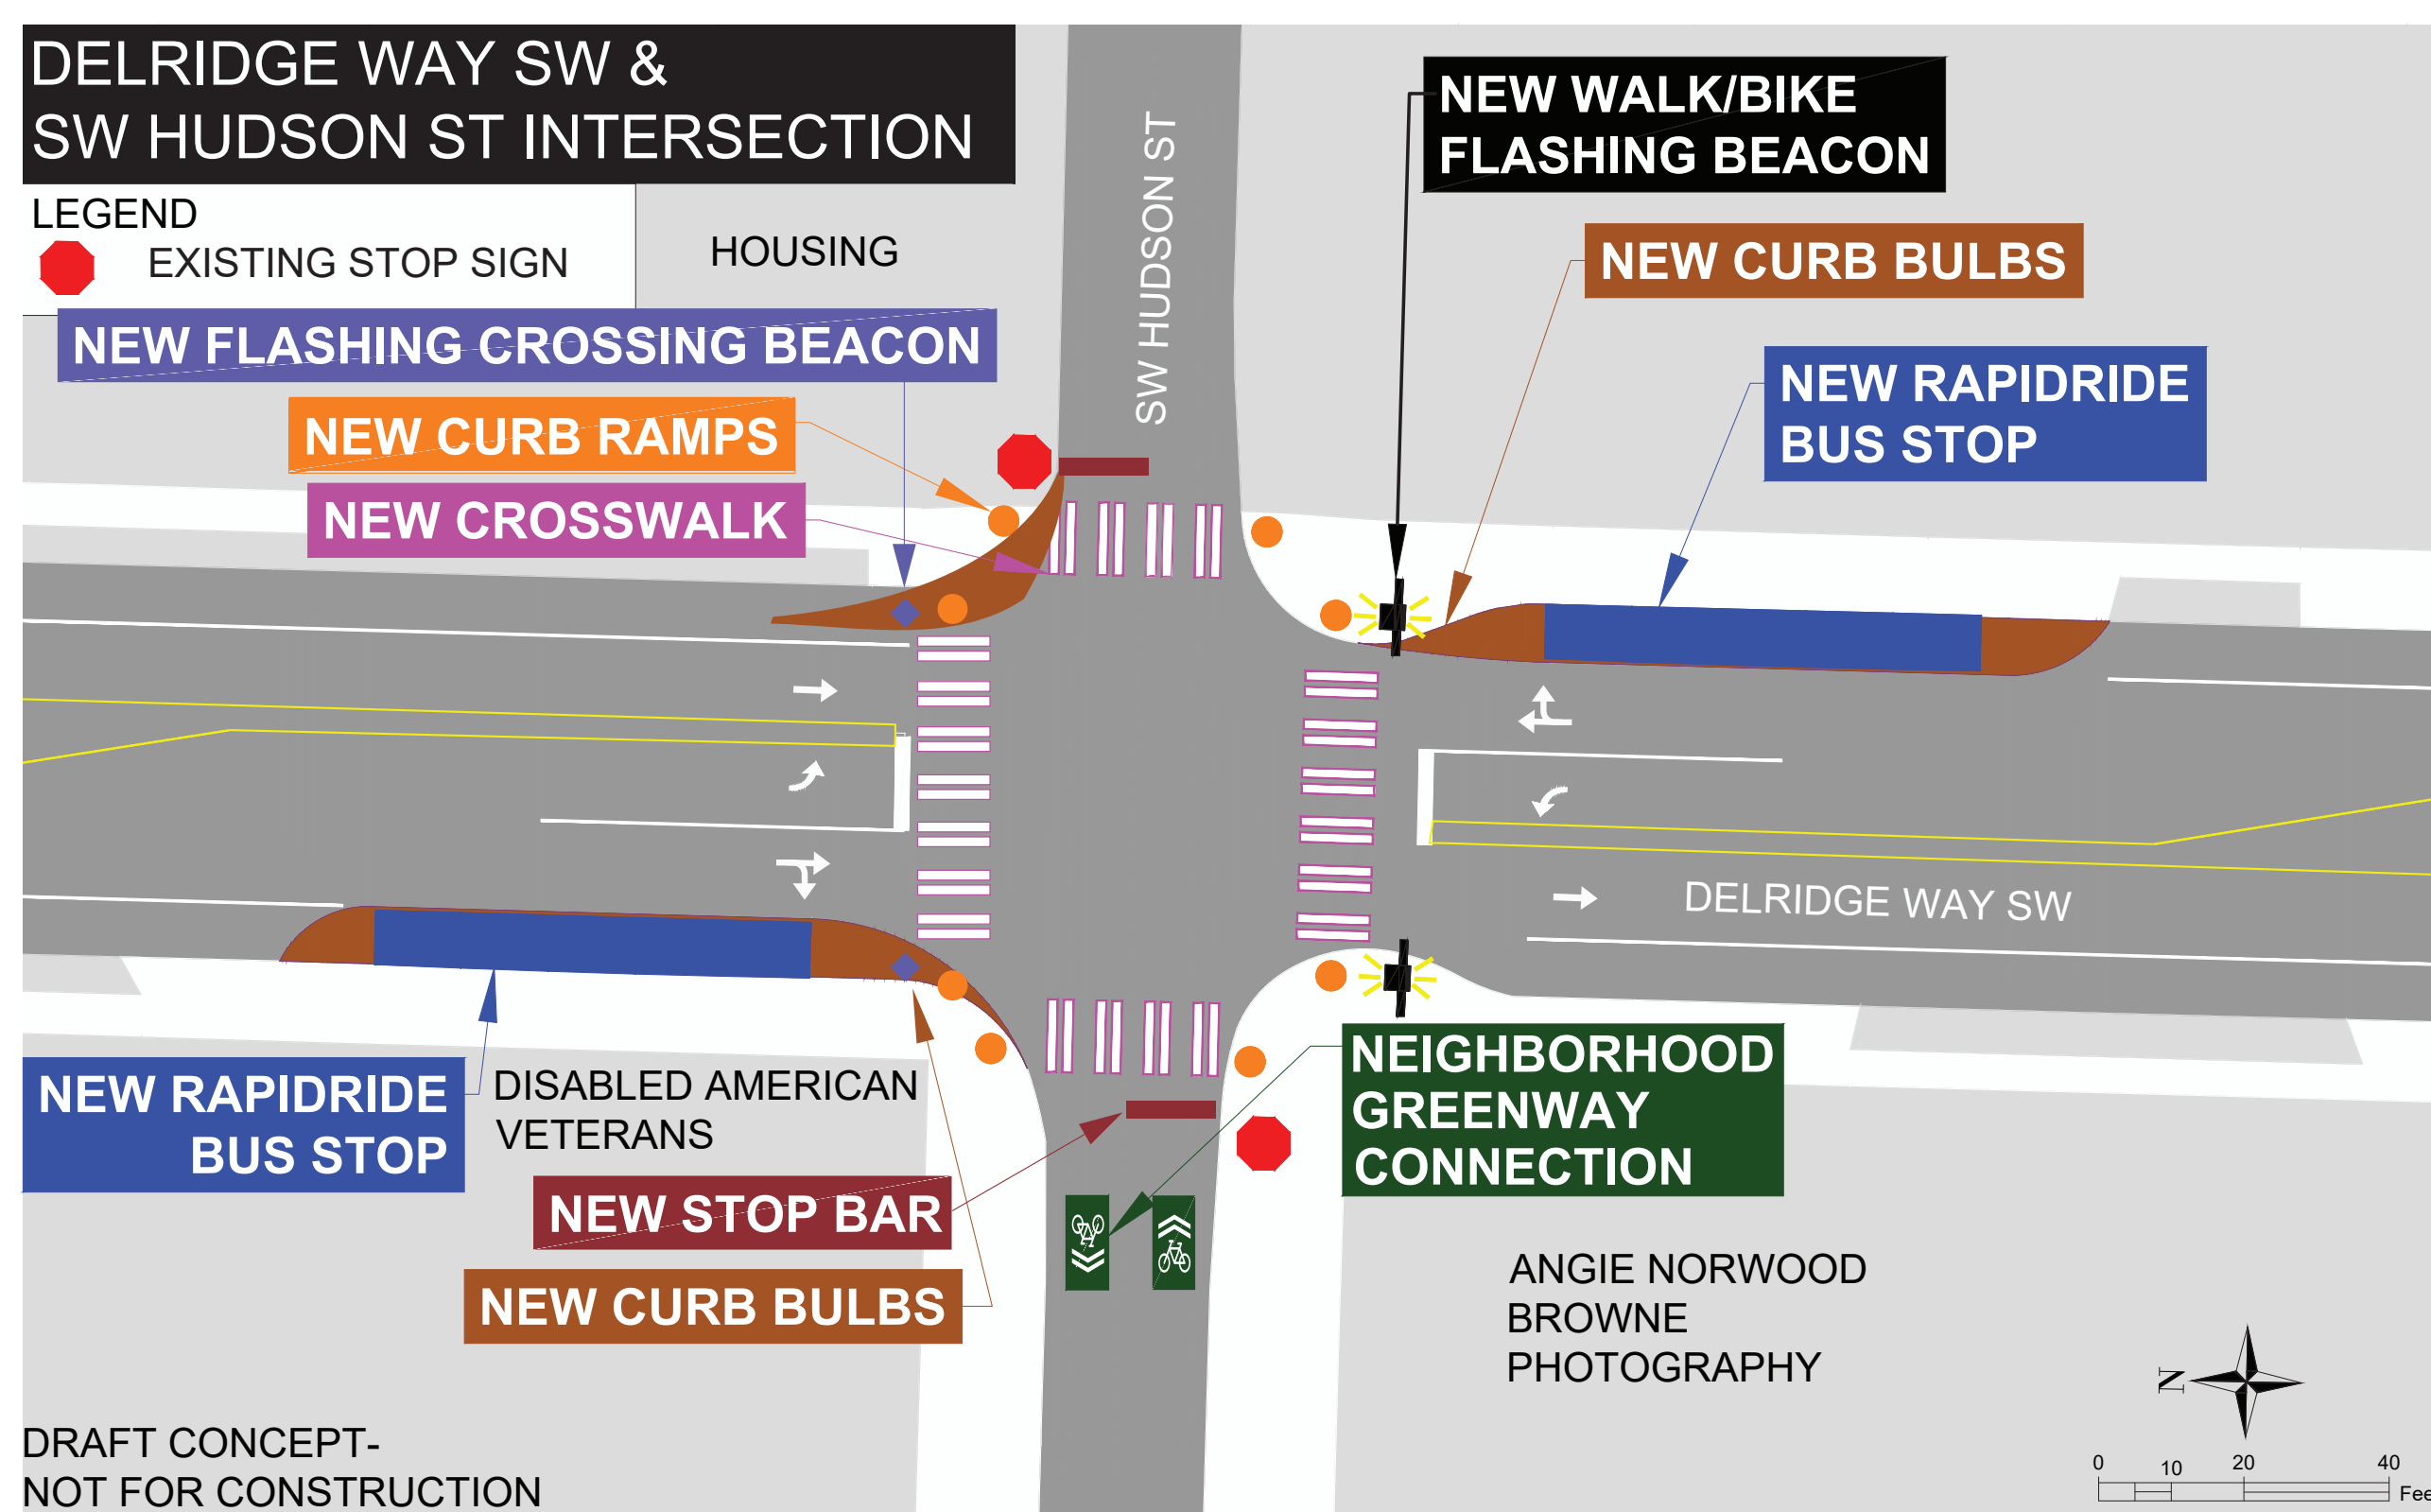 DELRIDGE WAY SW &
SW HUDSON ST INTERSECTION
LEGEND
EXISTING STOP SIGN
HOUSING
SW HUDSON ST
NEW WALK/BIKE
FLASHING BEACON
NEW CURB BULBS
NEW FLASHING CROSSING BEACON
NEW RAPIDRIDE
BUS STOP
NEW CURB RAMPS
NEW CROSSWALK
DELRIDGE WAY SW
NEW RAPIDRIDE
BUS STOP
DISABLED AMERICAN
VETERANS
NEIGHBORHOOD
GREENWAY
CONNECTION
NEW STOP BAR
NEW CURB BULBS
ANGIE NORWOOD
BROWNE
PHOTOGRAPHY
N
DRAFT CONCEPT-
NOT FOR CONSTRUCTION
0 10 20 40
Fee